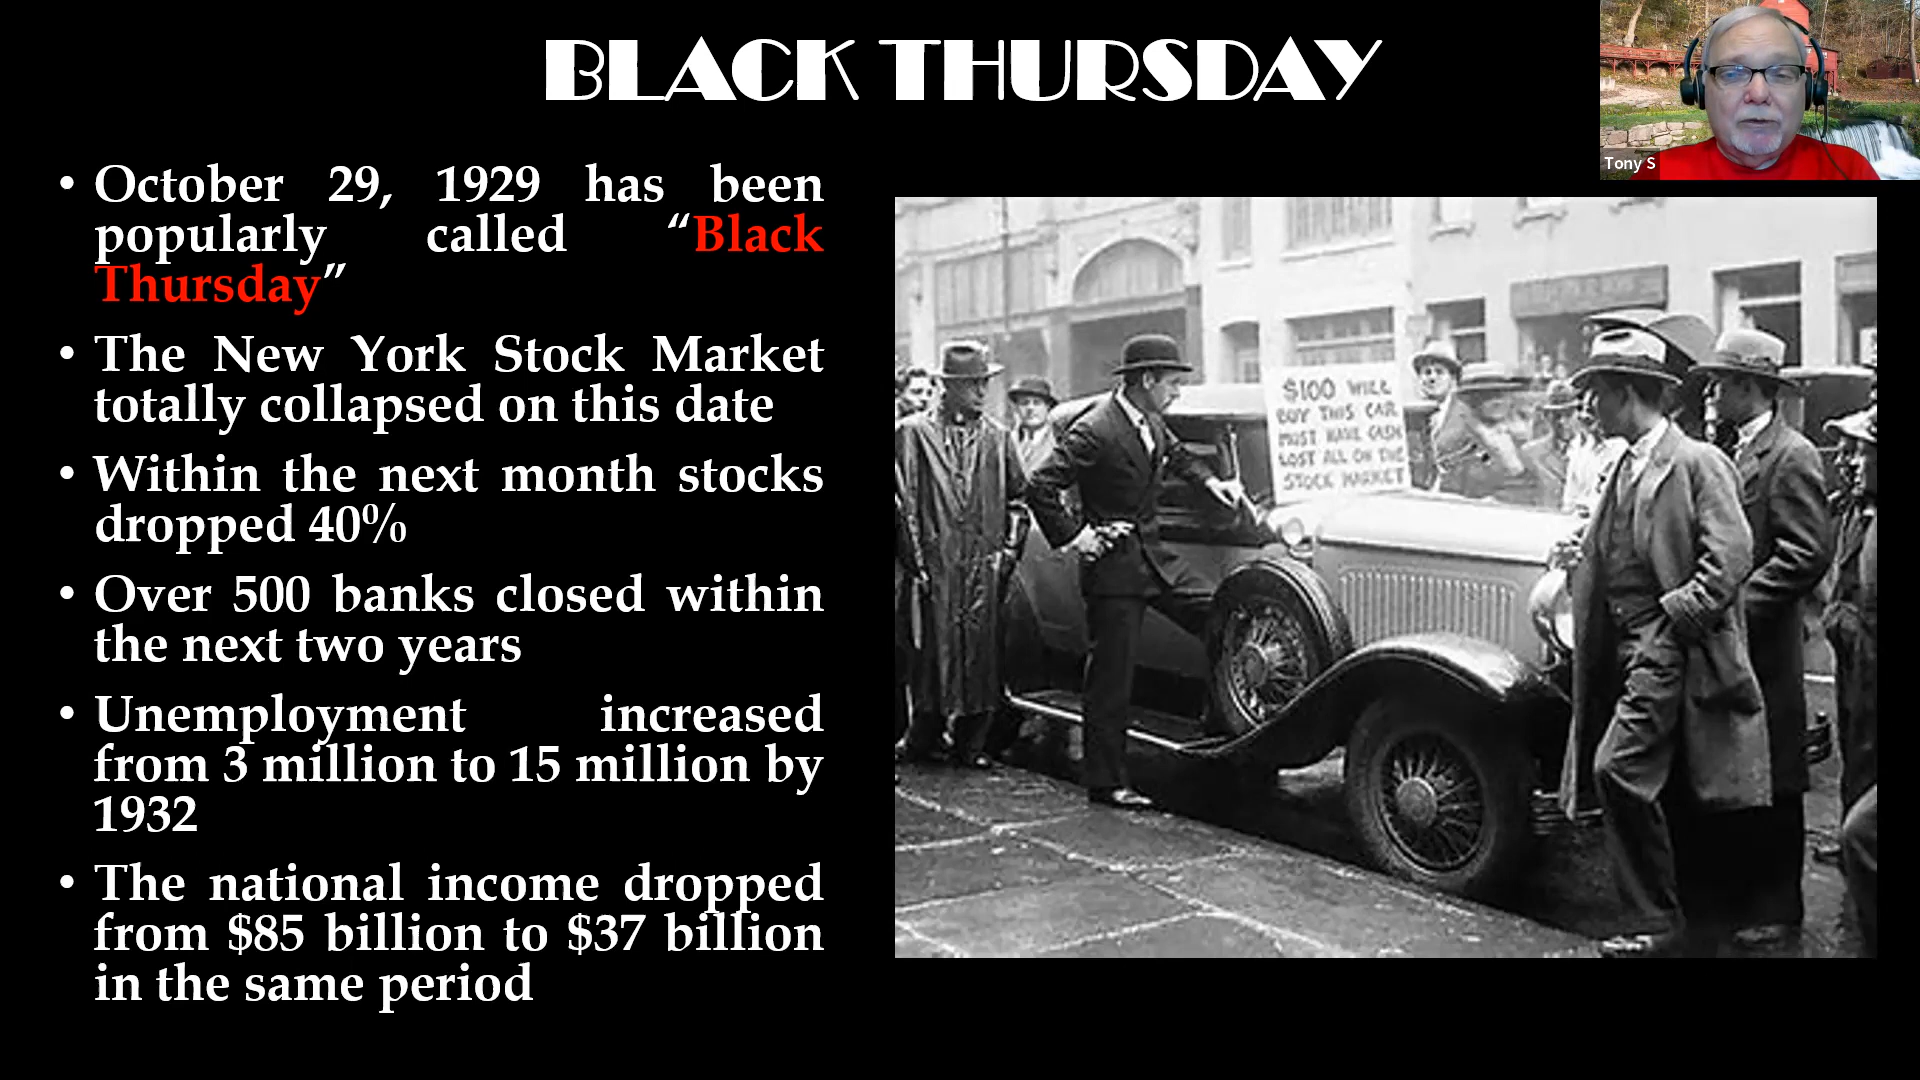 BLACK THURSDAY
Tony S
• October 29, 1929 has been
popularly called “Black
Thursday”
• The New York Stock Market
totally collapsed on this date
• Within the next month stocks
dropped 40%
• Over 500 banks closed within
the next two years
• Unemployment increased
from 3 million to 15 million by
1932
• The national income dropped
from $85 billion to $37 billion
in the same period
$100 WILL
BUY THIS CAR
MUST HAVE CASH
LOST ALL ON THE
STOCK MARKET